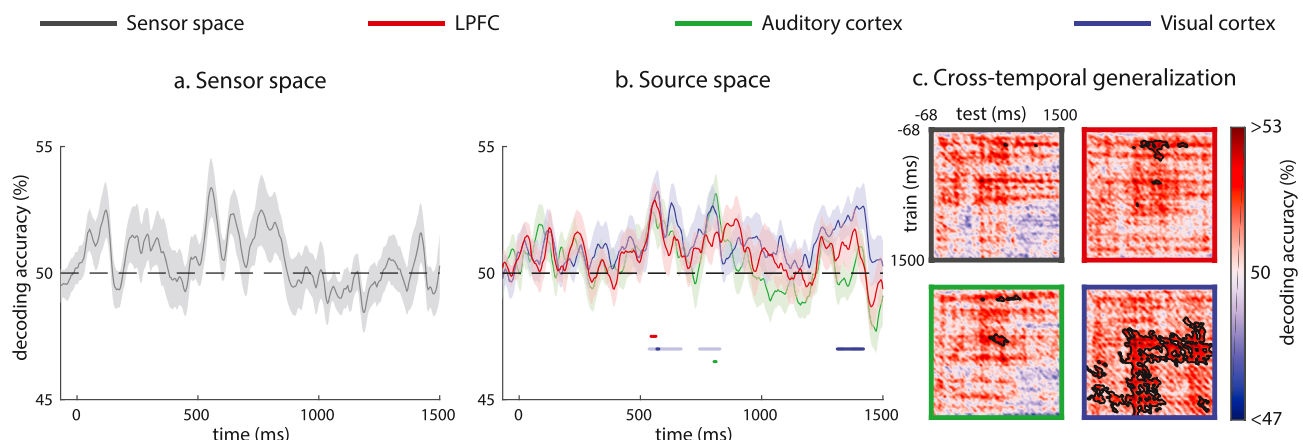 Sensor space
LPFC
Auditory cortex
Visual cortex
a. Sensor space
55
50
45
decoding accuracy (%)
0
500
1000
1500
time (ms)
b. Source space
55
50
45
decoding accuracy (%)
0
500
1000
1500
time (ms)
c. Cross-temporal generalization
-68 test (ms) 1500
-68
train (ms)
1500
>53
50
<47
decoding accuracy (%)